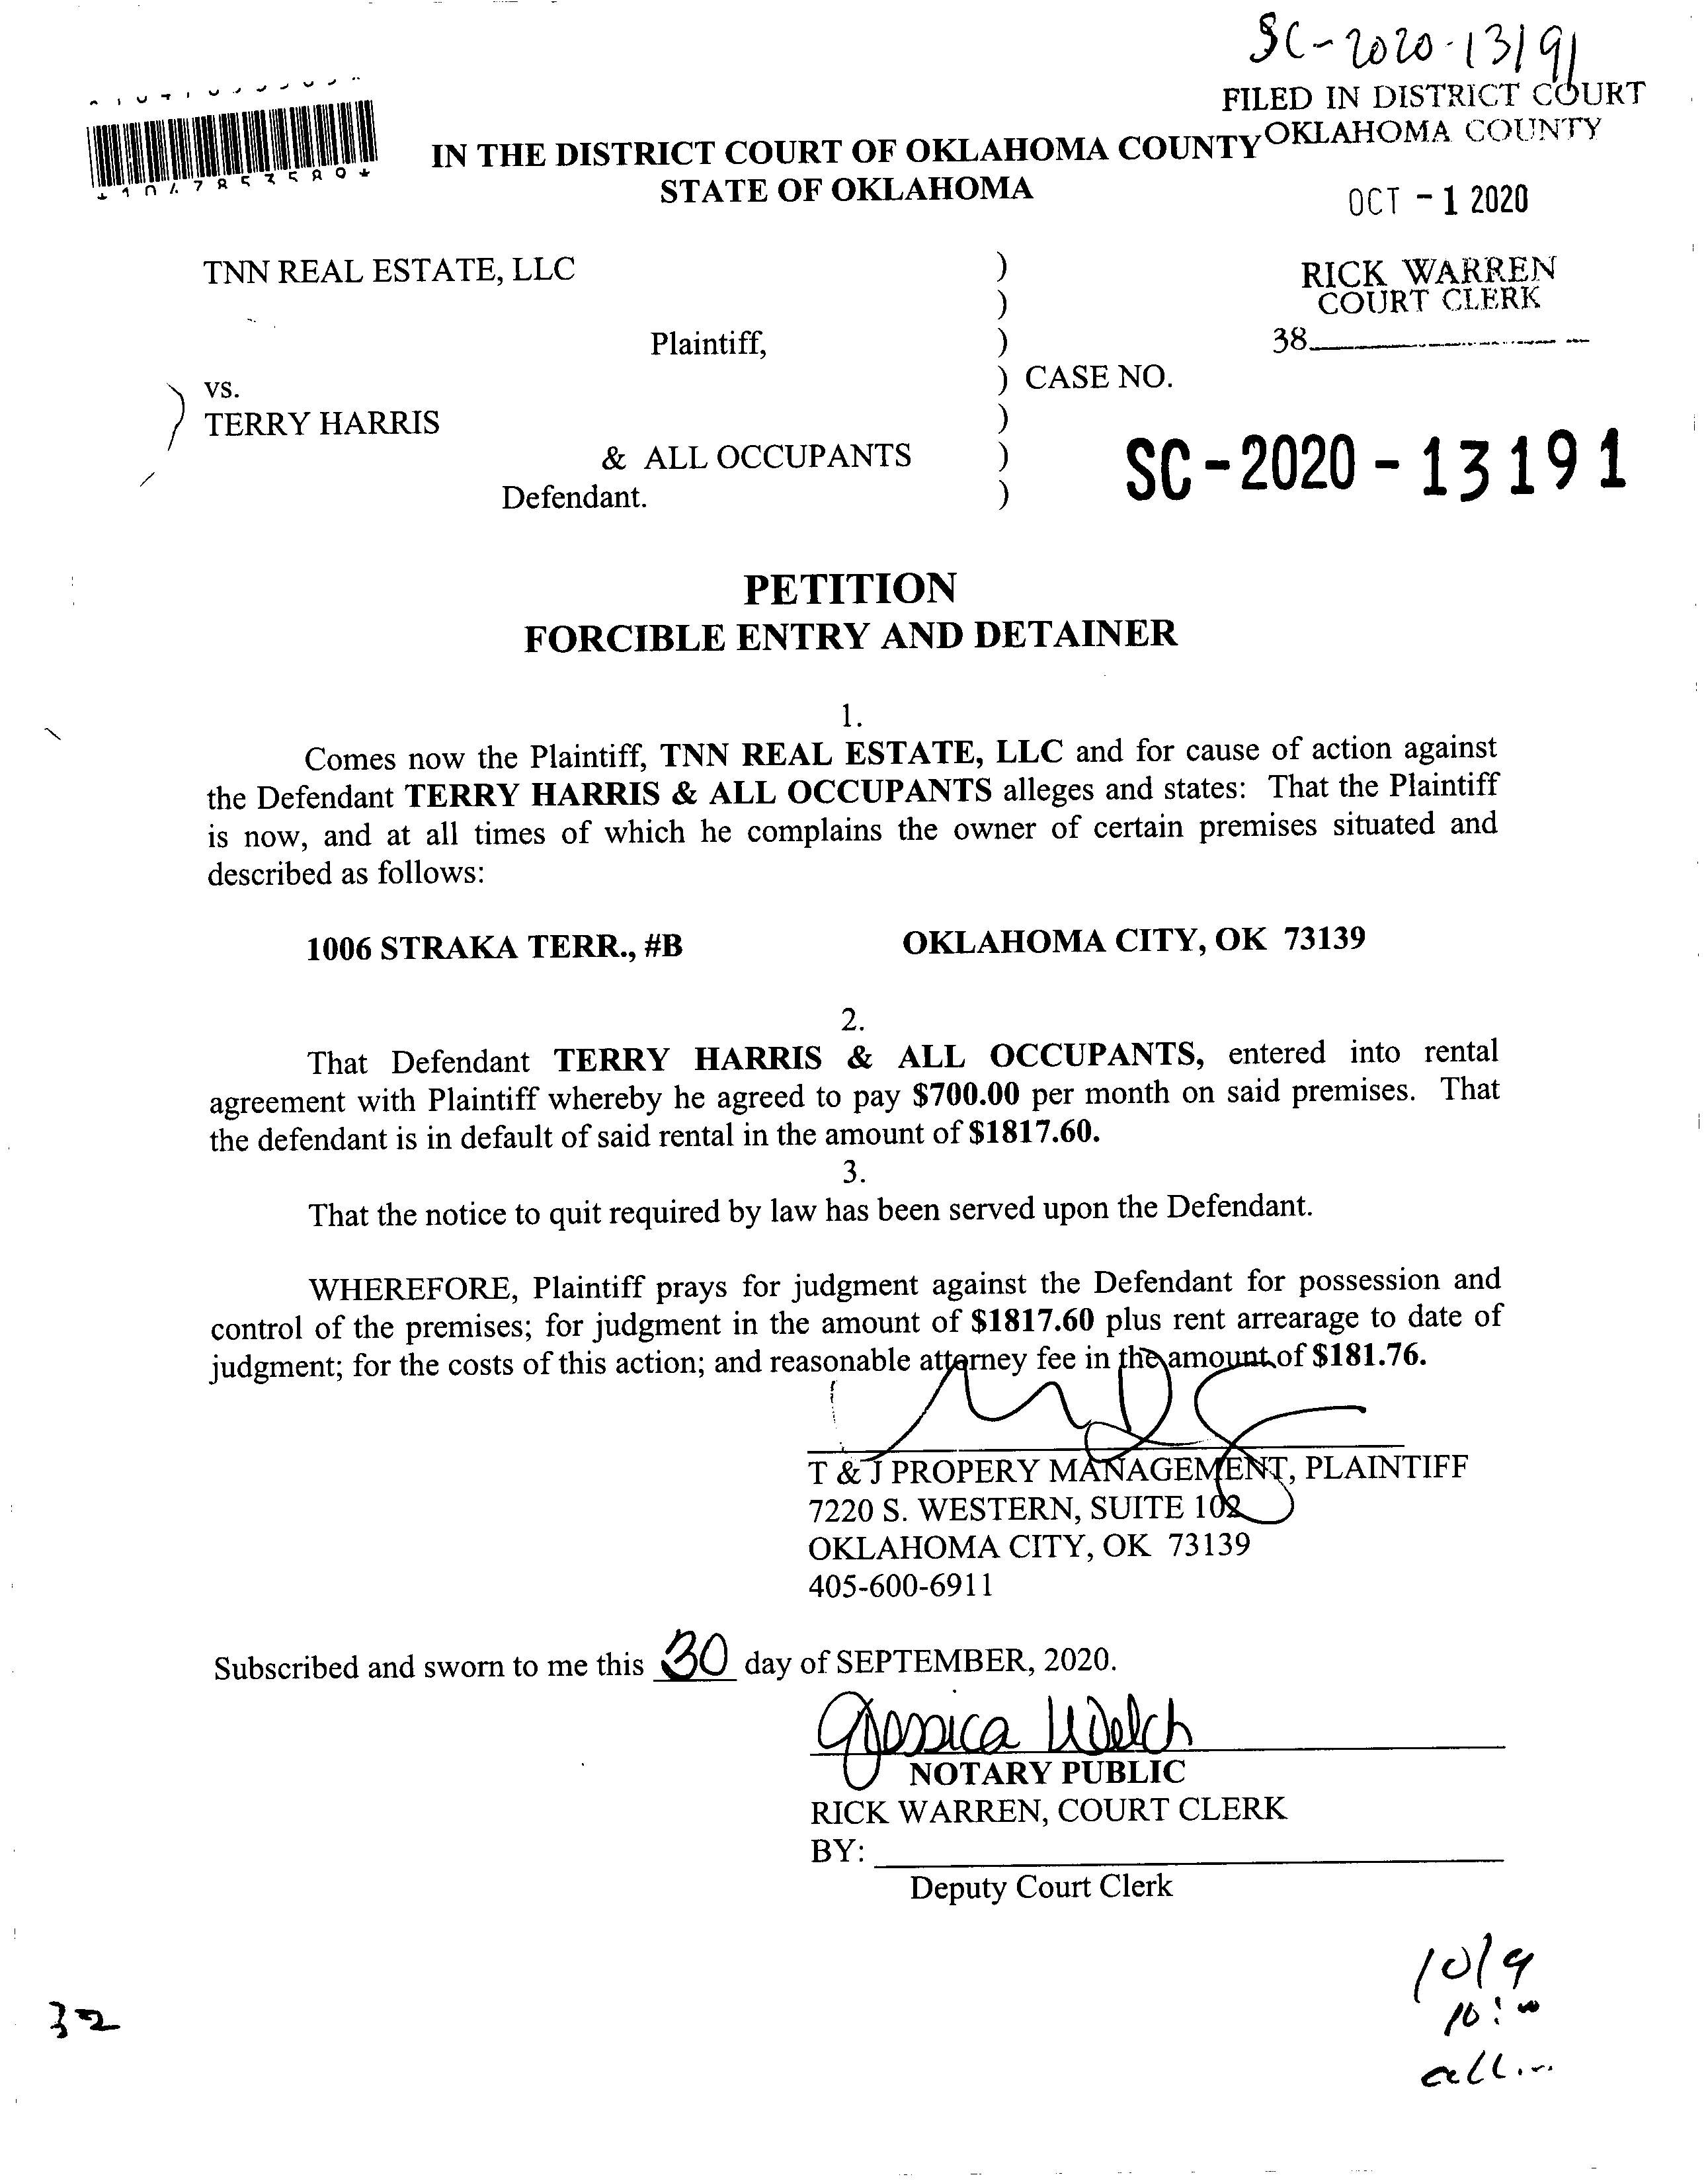 SC-2020-13191
FILED IN DISTRICT COURT
OKLAHOMA COUNTY
*1047853589*
IN THE DISTRICT COURT OF OKLAHOMA COUNTY
STATE OF OKLAHOMA
OCT - 1 2020
TNN REAL ESTATE, LLC )
)
RICK WARREN
COURT CLERK
Plaintiff, )
38
vs. ) CASE NO.
TERRY HARRIS )
& ALL OCCUPANTS )
SC-2020-13191
Defendant. )
PETITION
FORCIBLE ENTRY AND DETAINER
1.
Comes now the Plaintiff, TNN REAL ESTATE, LLC and for cause of action against
the Defendant TERRY HARRIS & ALL OCCUPANTS alleges and states: That the Plaintiff
is now, and at all times of which he complains the owner of certain premises situated and
described as follows:
1006 STRAKA TERR., #B OKLAHOMA CITY, OK 73139
2.
That Defendant TERRY HARRIS & ALL OCCUPANTS, entered into rental
agreement with Plaintiff whereby he agreed to pay $700.00 per month on said premises. That
the defendant is in default of said rental in the amount of $1817.60.
3.
That the notice to quit required by law has been served upon the Defendant.
WHEREFORE, Plaintiff prays for judgment against the Defendant for possession and
control of the premises; for judgment in the amount of $1817.60 plus rent arrearage to date of
judgment; for the costs of this action; and reasonable attorney fee in the amount of $181.76.
T & J PROPERY MANAGEMENT, PLAINTIFF
7220 S. WESTERN, SUITE 102
OKLAHOMA CITY, OK 73139
405-600-6911
Subscribed and sworn to me this 30 day of SEPTEMBER, 2020.
Jessica Welch
NOTARY PUBLIC
RICK WARREN, COURT CLERK
BY:
Deputy Court Clerk
10/9
32